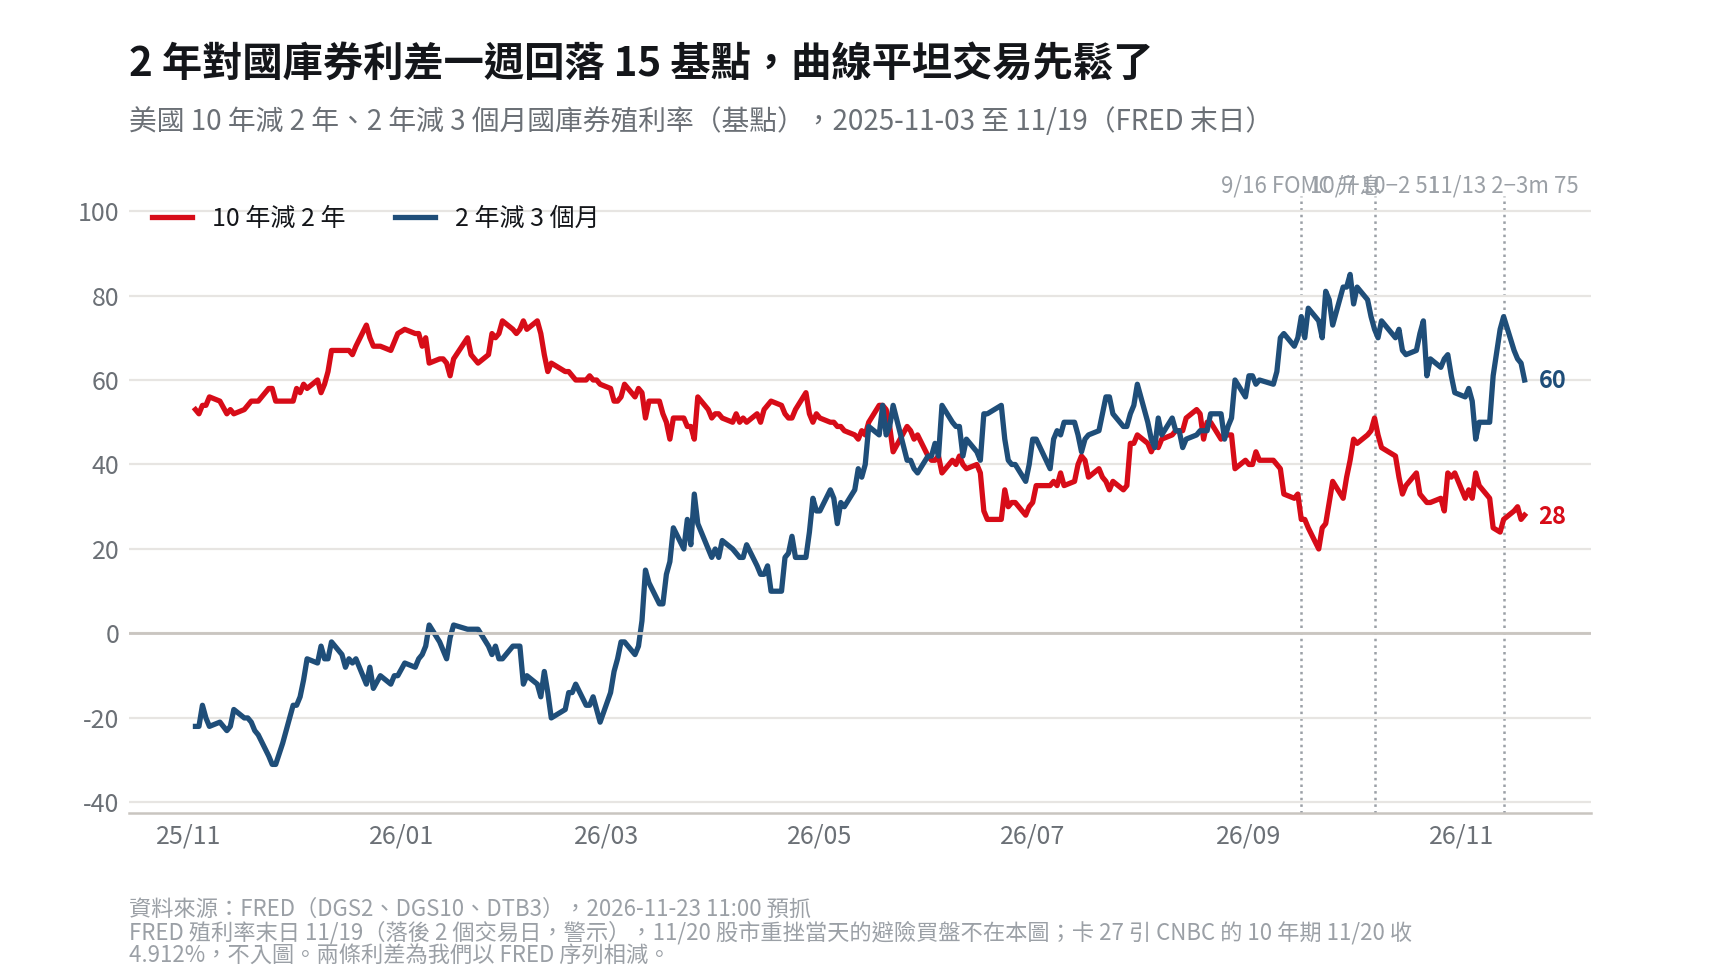 2 年對國庫券利差一週回落 15 基點，曲線平坦交易先鬆了
美國 10 年減 2 年、2 年減 3 個月國庫券殖利率（基點），2025-11-03 至 11/19（FRED 末日）
9/16 FOMC 升息
10/7 10−2 51
11/13 2−3m 75
10 年減 2 年
2 年減 3 個月
100
80
60
40
20
0
-20
-40
60
28
25/11
26/01
26/03
26/05
26/07
26/09
26/11
資料來源：FRED（DGS2、DGS10、DTB3），2026-11-23 11:00 預抓
FRED 殖利率末日 11/19（落後 2 個交易日，警示），11/20 股市重挫當天的避險買盤不在本圖；卡 27 引 CNBC 的 10 年期 11/20 收
4.912%，不入圖。兩條利差為我們以 FRED 序列相減。